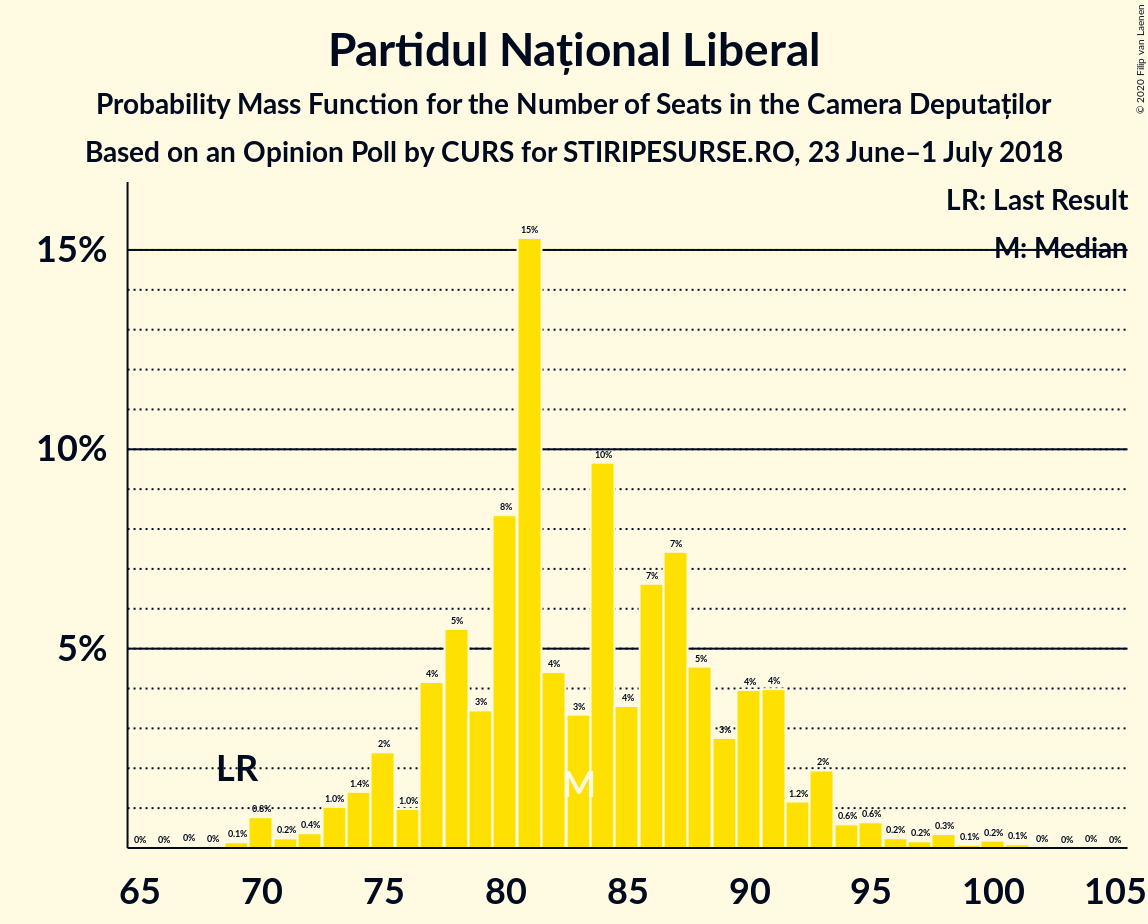 Partidul Național Liberal
Probability Mass Function for the Number of Seats in the Camera Deputaților
Based on an Opinion Poll by CURS for STIRIPESURSE.RO, 23 June–1 July 2018
© 2020 Filip van Laenen
LR: Last Result
M: Median
15%
10%
5%
LR
M
0% 0% 0% 0% 0.1% 0.8% 0.2% 0.4% 1.0% 1.4% 2% 1.0% 4% 5% 3% 8% 15% 4% 3% 10% 4% 7% 7% 5% 3% 4% 4% 1.2% 2% 0.6% 0.6% 0.2% 0.2% 0.3% 0.1% 0.2% 0.1% 0% 0% 0% 0%
65 70 75 80 85 90 95 100 105